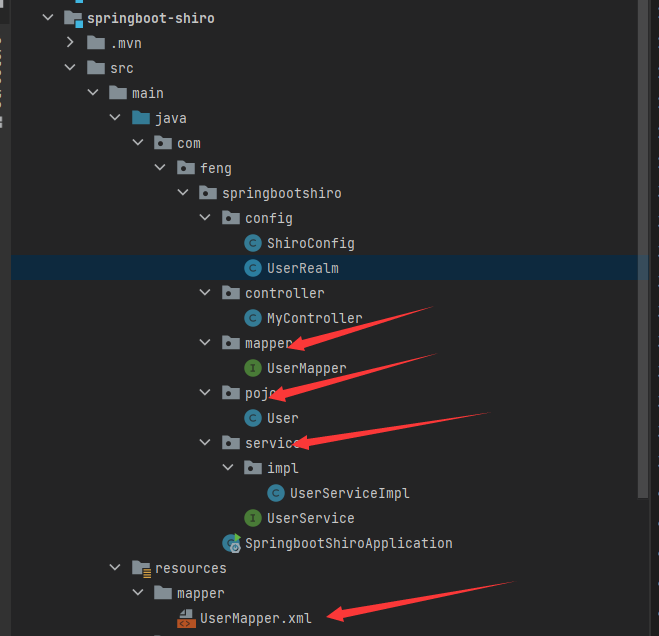 springboot-shiro
.mvn
src
main
java
com
feng
springbootshiro
config
ShiroConfig
UserRealm
controller
MyController
mapper
UserMapper
pojo
User
service
impl
UserServiceImpl
UserService
SpringbootShiroApplication
resources
mapper
UserMapper.xml